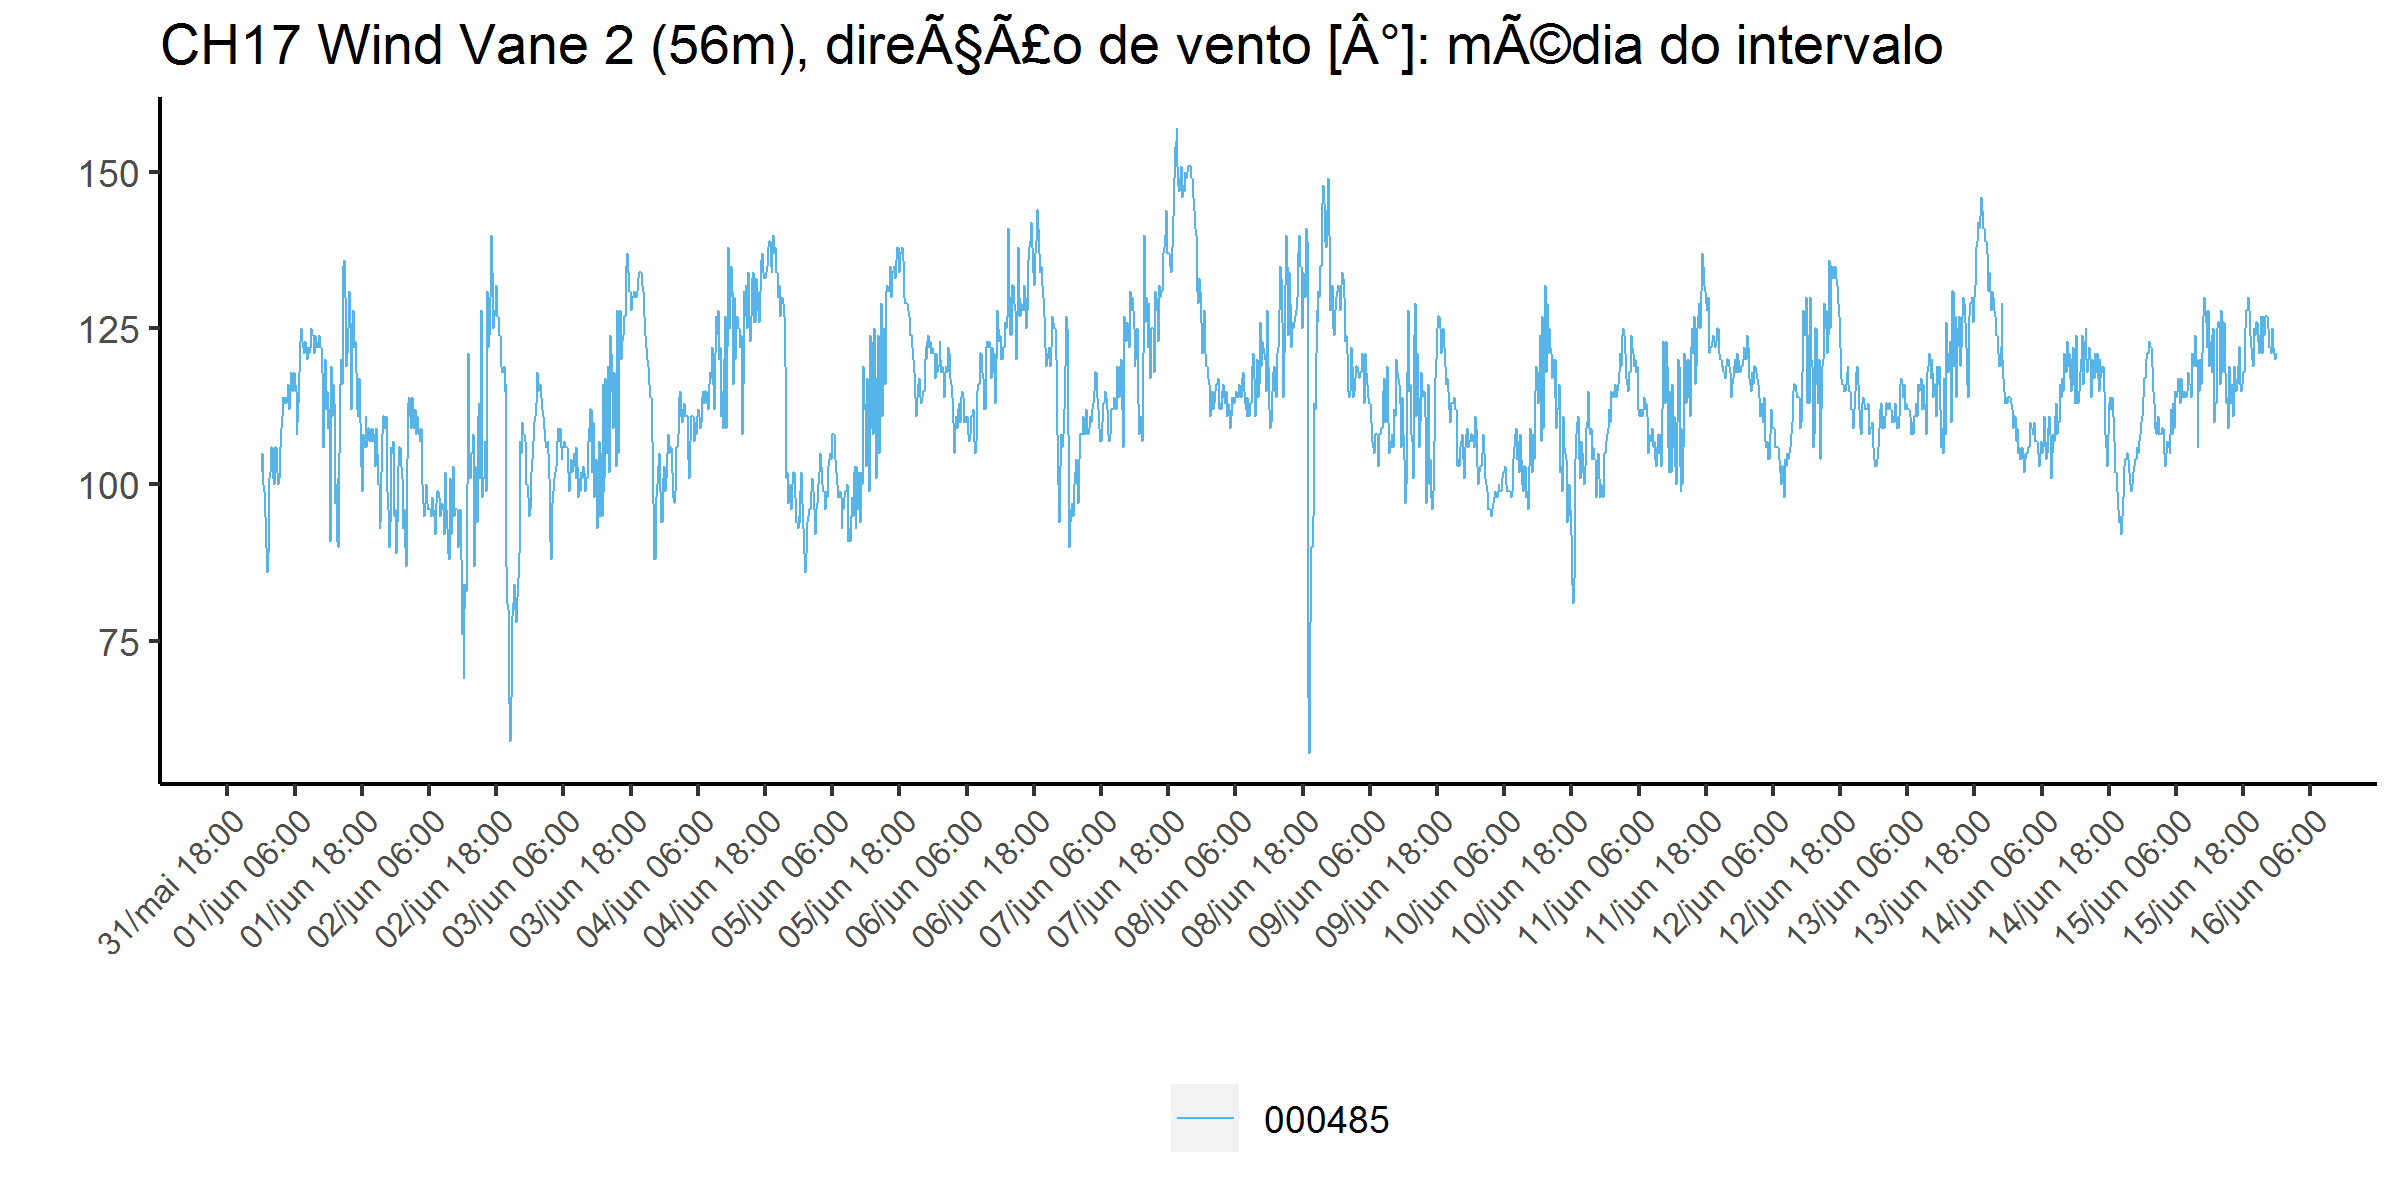 CH17 Wind Vane 2 (56m), direÃ§Ã£o de vento [Â°]: mÃ©dia do intervalo
150
125
100
75
31/mai 18:00
01/jun 06:00
01/jun 18:00
02/jun 06:00
02/jun 18:00
03/jun 06:00
03/jun 18:00
04/jun 06:00
04/jun 18:00
05/jun 06:00
05/jun 18:00
06/jun 06:00
06/jun 18:00
07/jun 06:00
07/jun 18:00
08/jun 06:00
08/jun 18:00
09/jun 06:00
09/jun 18:00
10/jun 06:00
10/jun 18:00
11/jun 06:00
11/jun 18:00
12/jun 06:00
12/jun 18:00
13/jun 06:00
13/jun 18:00
14/jun 06:00
14/jun 18:00
15/jun 06:00
15/jun 18:00
16/jun 06:00
000485